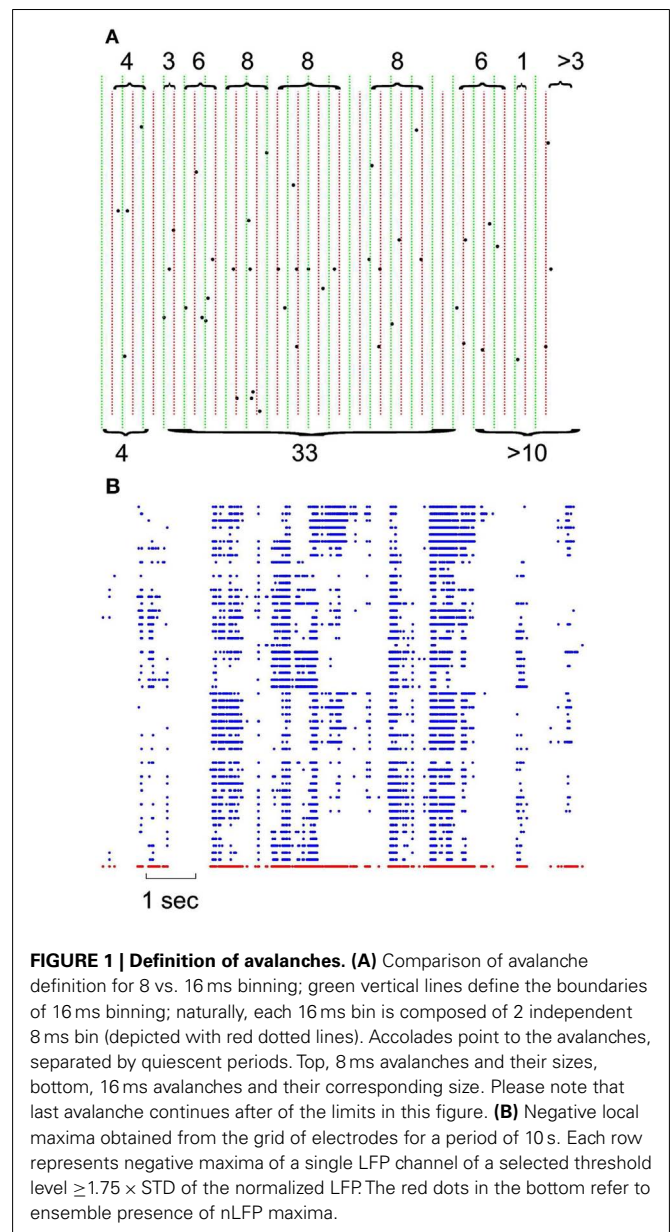 A
4 3 6 8 8 8 6 1 >3
4 33 >10
B
1 sec
FIGURE 1 | Definition of avalanches. (A) Comparison of avalanche
definition for 8 vs. 16 ms binning; green vertical lines define the boundaries
of 16 ms binning; naturally, each 16 ms bin is composed of 2 independent
8 ms bin (depicted with red dotted lines). Accolades point to the avalanches,
separated by quiescent periods. Top, 8 ms avalanches and their sizes,
bottom, 16 ms avalanches and their corresponding size. Please note that
last avalanche continues after of the limits in this figure. (B) Negative local
maxima obtained from the grid of electrodes for a period of 10 s. Each row
represents negative maxima of a single LFP channel of a selected threshold
level ≥1.75 × STD of the normalized LFP. The red dots in the bottom refer to
ensemble presence of nLFP maxima.